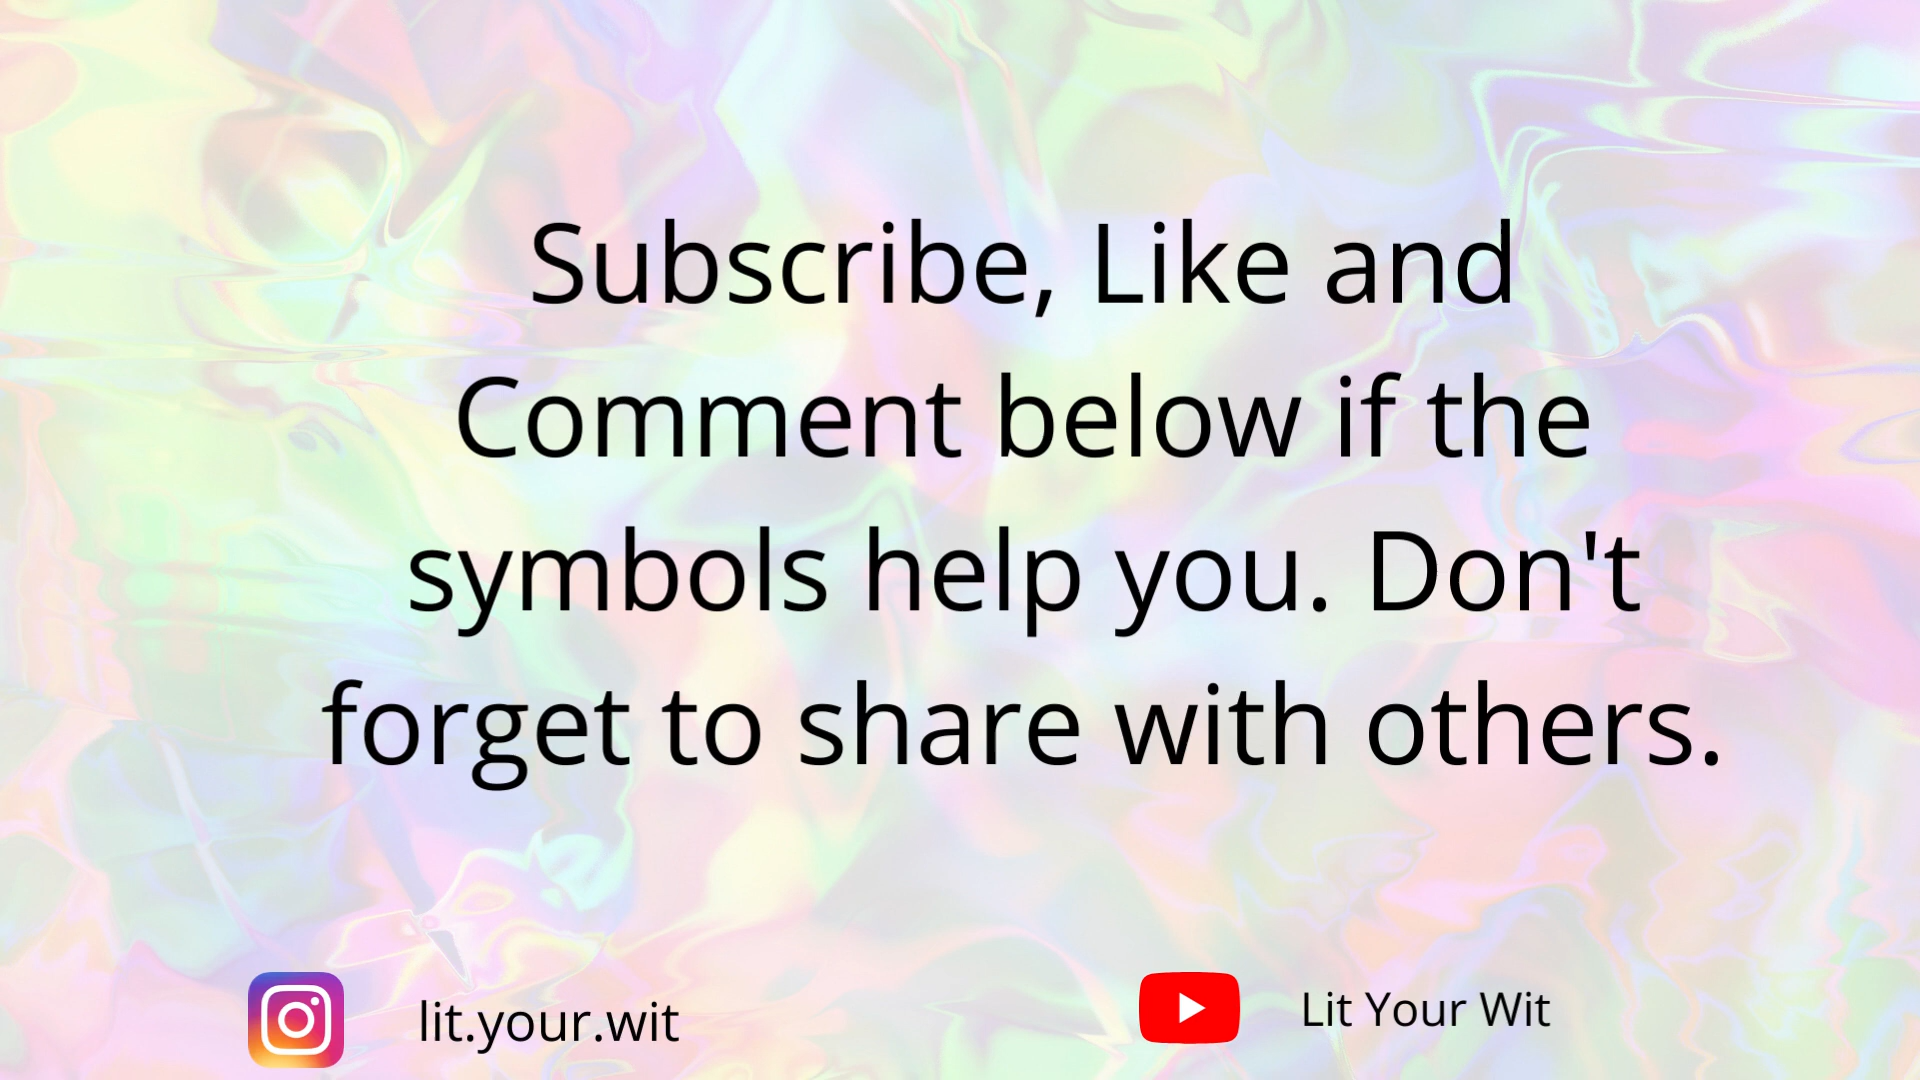 Subscribe, Like and
Comment below if the
symbols help you. Don't
forget to share with others.
lit.your.wit
Lit Your Wit